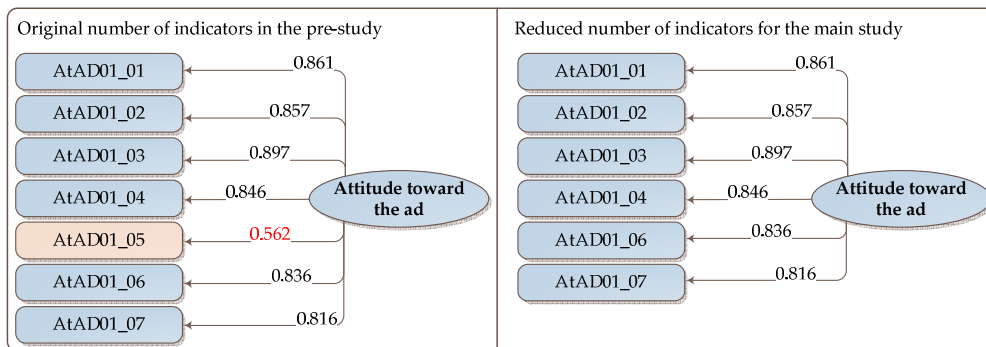 Original number of indicators in the pre-study
AtAD01_01
0.861
AtAD01_02
0.857
AtAD01_03
0.897
AtAD01_04
0.846
AtAD01_05
0.562
AtAD01_06
0.836
AtAD01_07
0.816
Attitude toward
the ad
Reduced number of indicators for the main study
AtAD01_01
0.861
AtAD01_02
0.857
AtAD01_03
0.897
AtAD01_04
0.846
AtAD01_06
0.836
AtAD01_07
0.816
Attitude toward
the ad